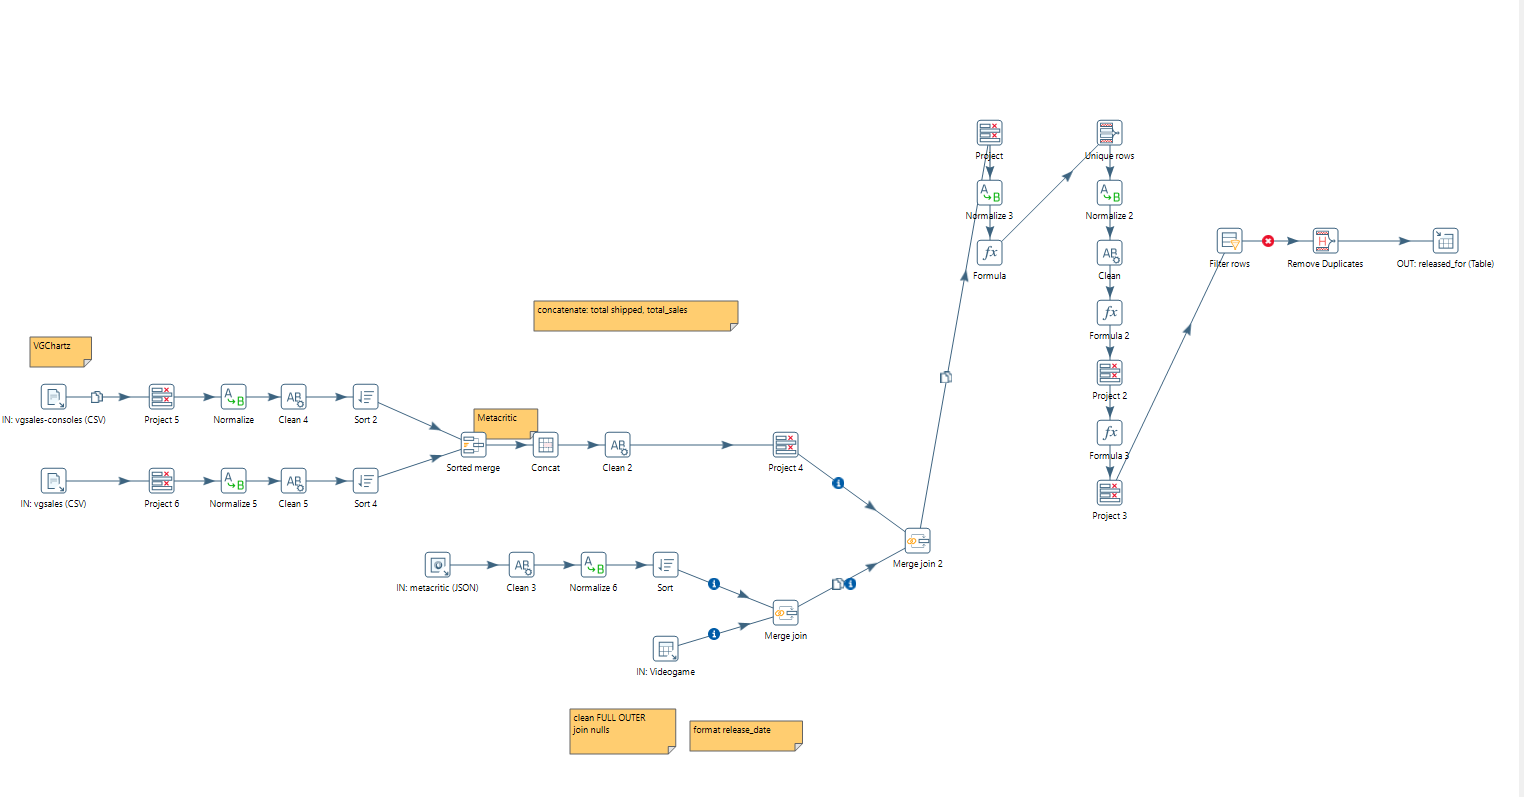 Project
Unique rows
Normalize 3
Normalize 2
Formula
Clean
Filter rows
Remove Duplicates
OUT: released_for (Table)
concatenate: total shipped, total_sales
Formula 2
VGChartz
Project 2
IN: vgsales-consoles (CSV)
Project 5
Normalize
Clean 4
Sort 2
Metacritic
Formula 3
Sorted merge
Concat
Clean 2
Project 4
IN: vgsales (CSV)
Project 6
Normalize 5
Clean 5
Sort 4
Project 3
Merge join 2
IN: metacritic (JSON)
Clean 3
Normalize 6
Sort
Merge join
IN: Videogame
clean FULL OUTER
join nulls
format release_date